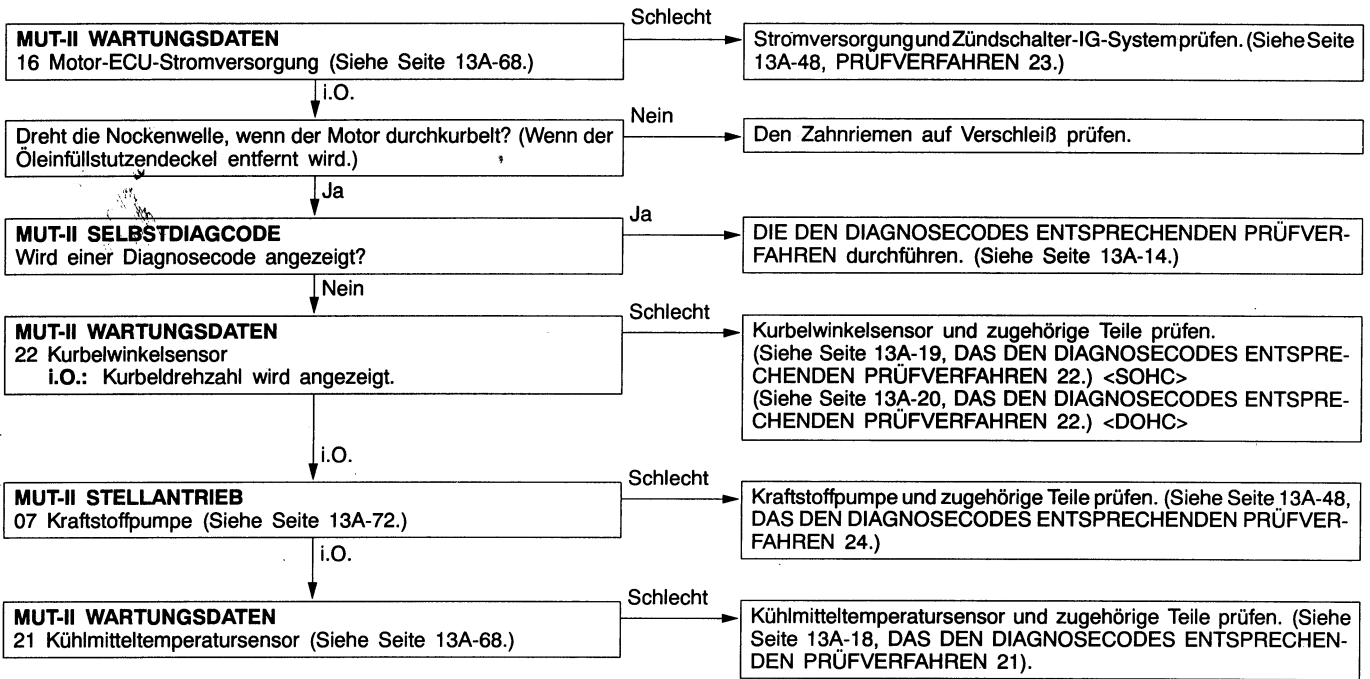 Schlecht
MUT-II WARTUNGSDATEN
16 Motor-ECU-Stromversorgung (Siehe Seite 13A-68.)
Stromversorgung und Zündschalter-IG-System prüfen. (Siehe Seite
13A-48, PRÜFVERFAHREN 23.)
i.O.
Nein
Dreht die Nockenwelle, wenn der Motor durchkurbelt? (Wenn der
Öleinfüllstutzendeckel entfernt wird.)
Den Zahnriemen auf Verschleiß prüfen.
Ja
Ja
MUT-II SELBSTDIAGCODE
Wird einer Diagnosecode angezeigt?
DIE DEN DIAGNOSECODES ENTSPRECHENDEN PRÜFVER-
FAHREN durchführen. (Siehe Seite 13A-14.)
Nein
Schlecht
MUT-II WARTUNGSDATEN
22 Kurbelwinkelsensor
i.O.: Kurbeldrehzahl wird angezeigt.
Kurbelwinkelsensor und zugehörige Teile prüfen.
(Siehe Seite 13A-19, DAS DEN DIAGNOSECODES ENTSPRE-
CHENDEN PRÜFVERFAHREN 22.) <SOHC>
(Siehe Seite 13A-20, DAS DEN DIAGNOSECODES ENTSPRE-
CHENDEN PRÜFVERFAHREN 22.) <DOHC>
i.O.
Schlecht
MUT-II STELLANTRIEB
07 Kraftstoffpumpe (Siehe Seite 13A-72.)
Kraftstoffpumpe und zugehörige Teile prüfen. (Siehe Seite 13A-48,
DAS DEN DIAGNOSECODES ENTSPRECHENDEN PRÜFVER-
FAHREN 24.)
i.O.
Schlecht
MUT-II WARTUNGSDATEN
21 Kühlmitteltemperatursensor (Siehe Seite 13A-68.)
Kühlmitteltemperatursensor und zugehörige Teile prüfen. (Siehe
Seite 13A-18, DAS DEN DIAGNOSECODES ENTSPRECHEN-
DEN PRÜFVERFAHREN 21).